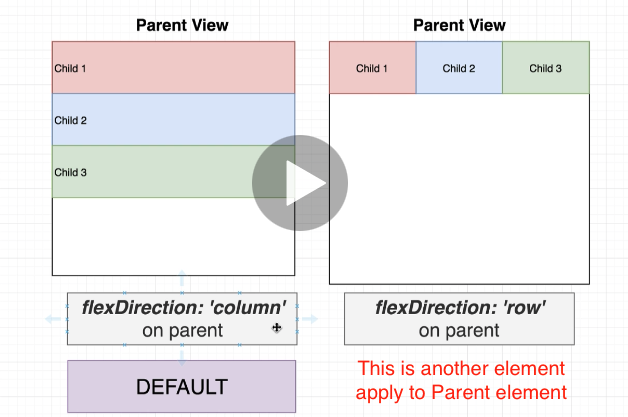 Parent View
Child 1
Child 2
Child 3
flexDirection: 'column'
on parent
DEFAULT
Parent View
Child 1
Child 2
Child 3
flexDirection: 'row'
on parent
This is another element
apply to Parent element